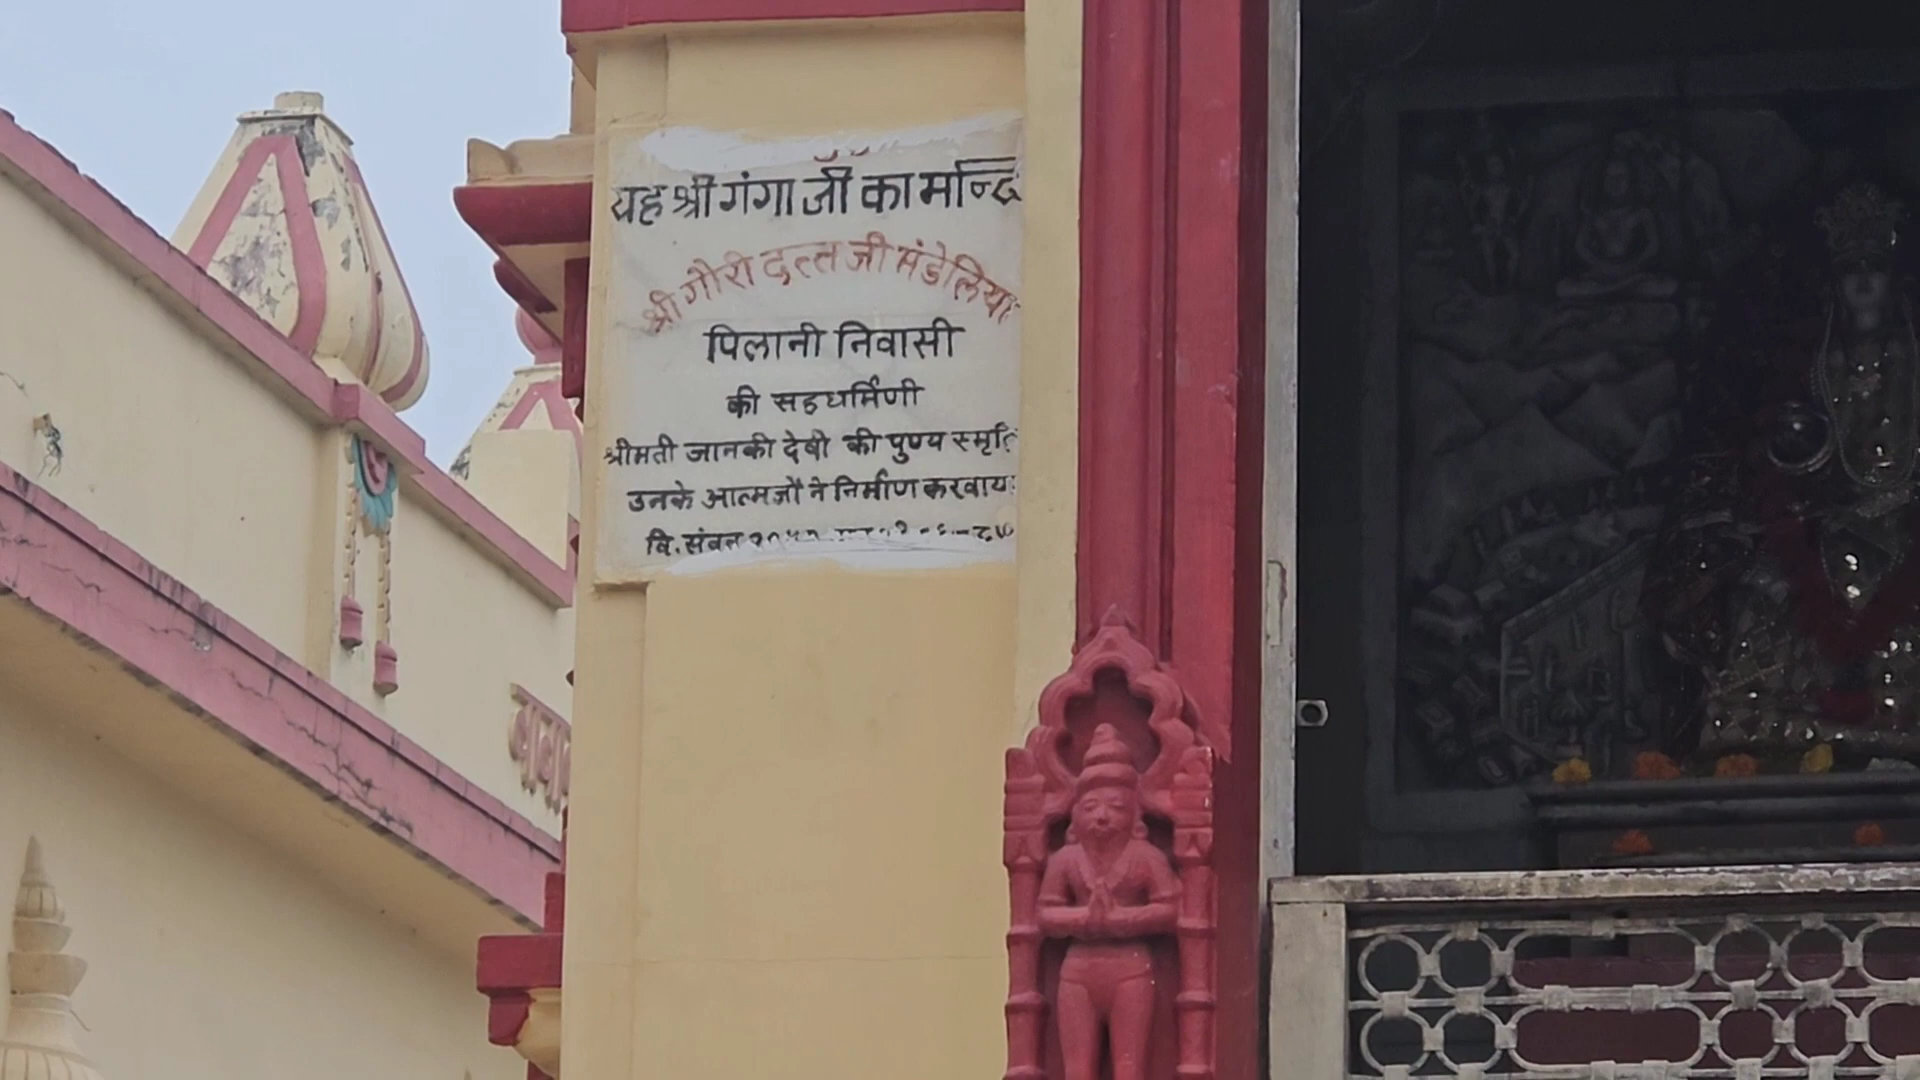 यह श्री गंगा जी का मन्दि
श्री गौरी दत्त जी मंडेलिया
पिलानी निवासी
की सहधर्मिणी
श्रीमती जानकी देवी की पुण्य स्मृति
उनके आत्मजों ने निर्माण करवाया
वि. संवत